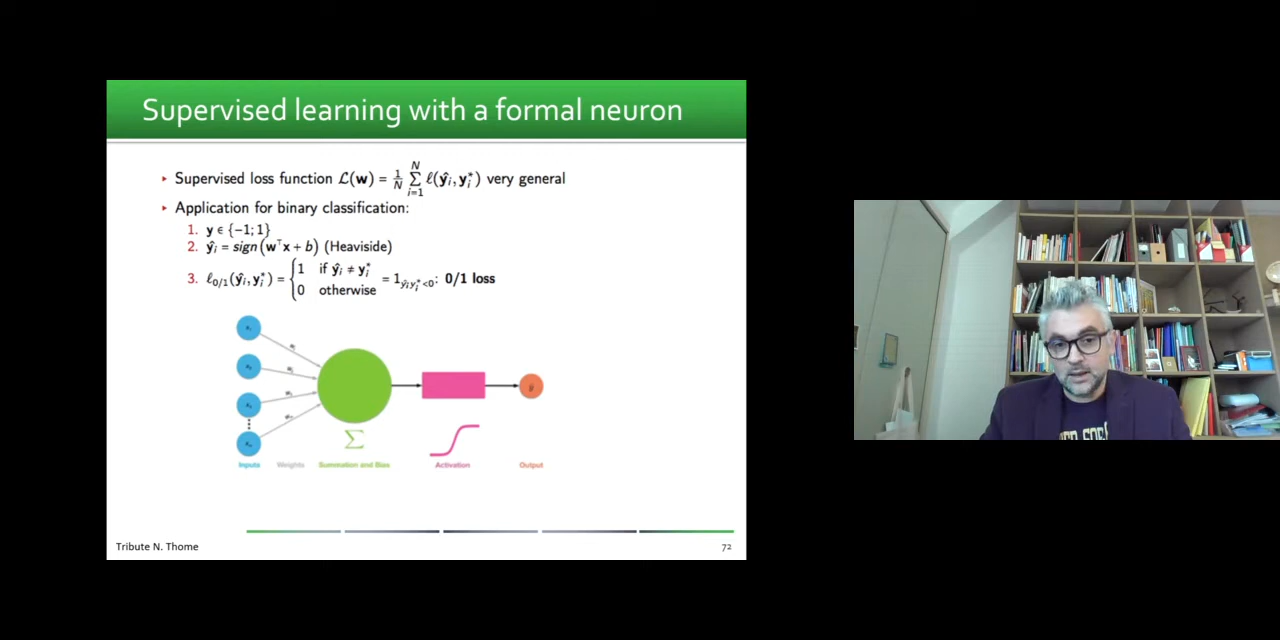 Supervised learning with a formal neuron
‣ Supervised loss function ℒ(w) = 1/N ∑_{i=1}^{N} ℓ(ŷ_i, y_i^*) very general
‣ Application for binary classification:
1. y ∈ {−1; 1}
2. ŷ_i = sign(w^⊤x + b) (Heaviside)
3. ℓ_{0/1}(ŷ_i, y_i^*) = { 1 if ŷ_i ≠ y_i^*; 0 otherwise = 1_{ŷ_i y_i^* < 0}: 0/1 loss
∑
Inputs Weights Summation and Bias Activation Output
Tribute N. Thome 72